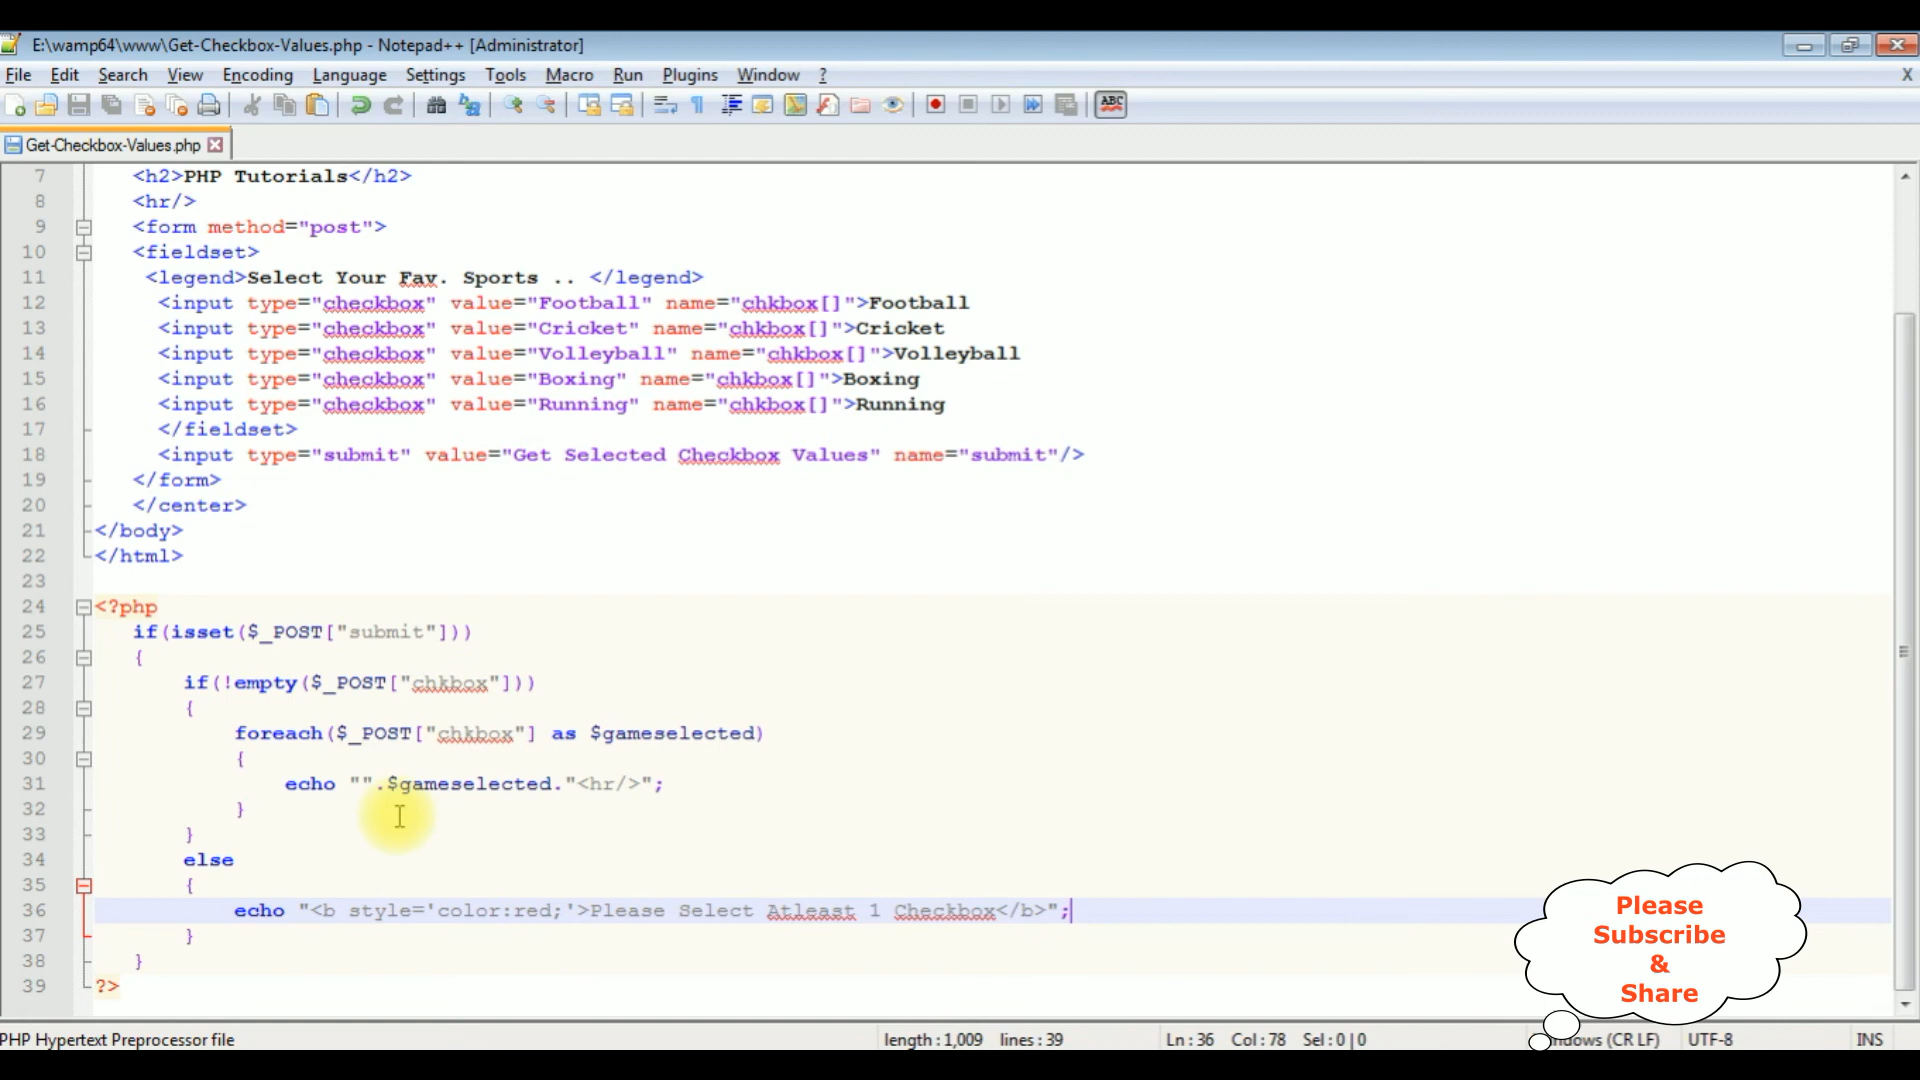 E:\wamp64\www\Get-Checkbox-Values.php - Notepad++ [Administrator]
File Edit Search View Encoding Language Settings Tools Macro Run Plugins Window ? X
ABC
Get-Checkbox-Values.php
7 <h2>PHP Tutorials</h2>
8 <hr/>
9 <form method="post">
10 <fieldset>
11 <legend>Select Your Fav. Sports .. </legend>
12 <input type="checkbox" value="Football" name="chkbox[]">Football
13 <input type="checkbox" value="Cricket" name="chkbox[]">Cricket
14 <input type="checkbox" value="Volleyball" name="chkbox[]">Volleyball
15 <input type="checkbox" value="Boxing" name="chkbox[]">Boxing
16 <input type="checkbox" value="Running" name="chkbox[]">Running
17 </fieldset>
18 <input type="submit" value="Get Selected Checkbox Values" name="submit"/>
19 </form>
20 </center>
21 </body>
22 </html>
23
24 <?php
25 if(isset($_POST["submit"]))
26 {
27 if(!empty($_POST["chkbox"]))
28 {
29 foreach($_POST["chkbox"] as $gameselected)
30 {
31 echo "".$gameselected."<hr/>";
32 }
33 }
34 else
35 {
36 echo "<b style='color:red;'>Please Select Atleast 1 Checkbox</b>";
37 }
38 }
39 ?>
Please
Subscribe
&
Share
PHP Hypertext Preprocessor file length : 1,009 lines : 39 Ln : 36 Col : 78 Sel : 0 | 0 (CR LF) UTF-8 INS